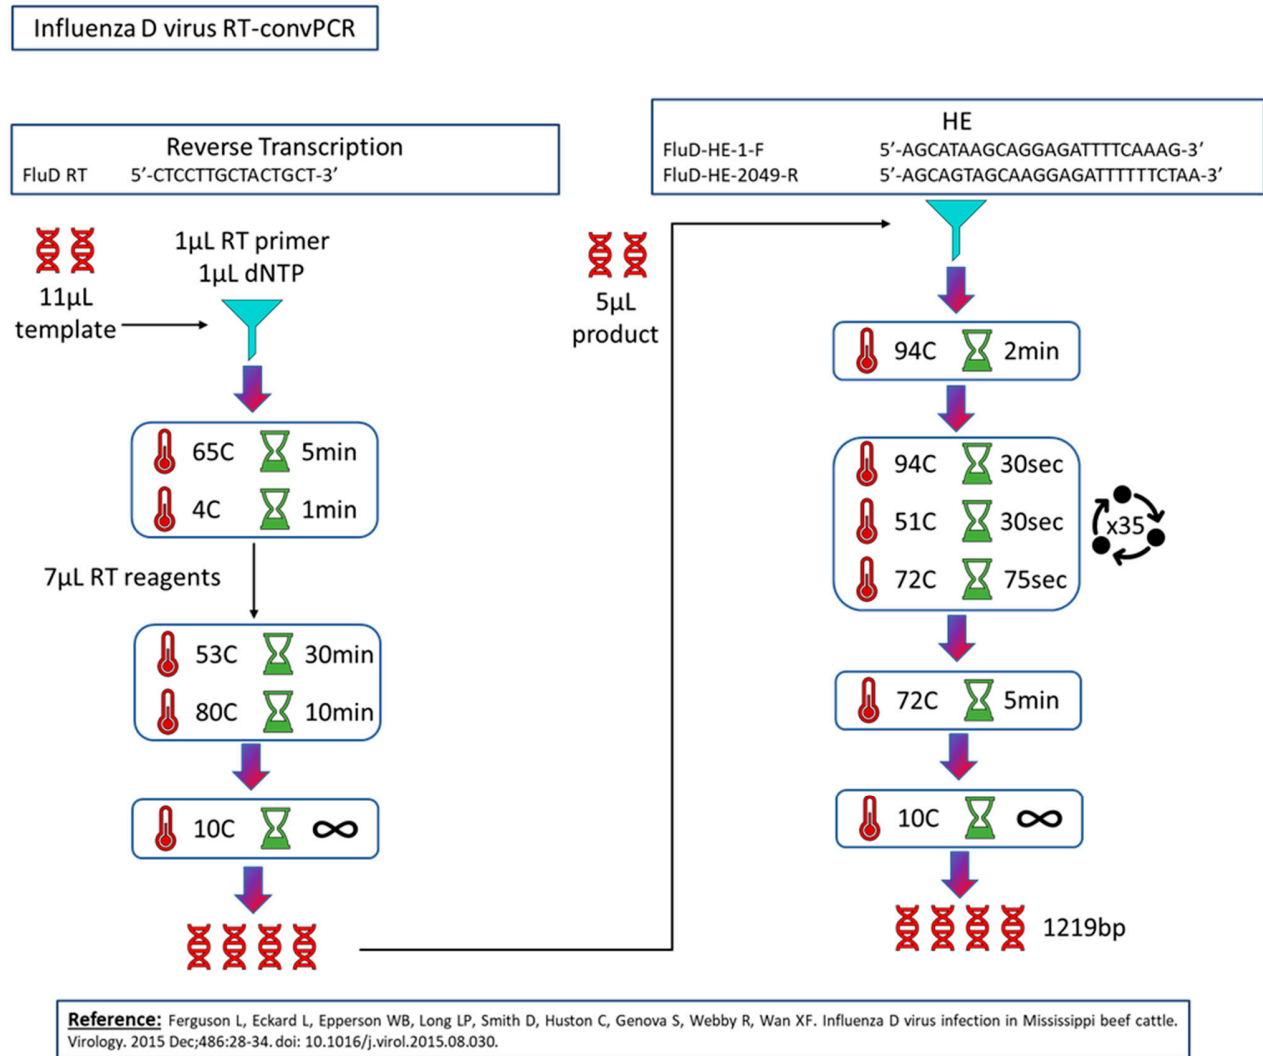 Influenza D virus RT-convPCR
Reverse Transcription
FluD RT 5’-CTCCTTGCTACTGCT-3’
11µL
template
1µL RT primer
1µL dNTP
65C 5min
4C 1min
7µL RT reagents
53C 30min
80C 10min
10C ∞
5µL
product
HE
FluD-HE-1-F 5’-AGCATAAGCAGGAGATTTTCAAAG-3’
FluD-HE-2049-R 5’-AGCAGTAGCAAGGAGATTTTTTCTAA-3’
94C 2min
94C 30sec
51C 30sec
72C 75sec
x35
72C 5min
10C ∞
1219bp
Reference: Ferguson L, Eckard L, Epperson WB, Long LP, Smith D, Huston C, Genova S, Webby R, Wan XF. Influenza D virus infection in Mississippi beef cattle.
Virology. 2015 Dec;486:28-34. doi: 10.1016/j.virol.2015.08.030.